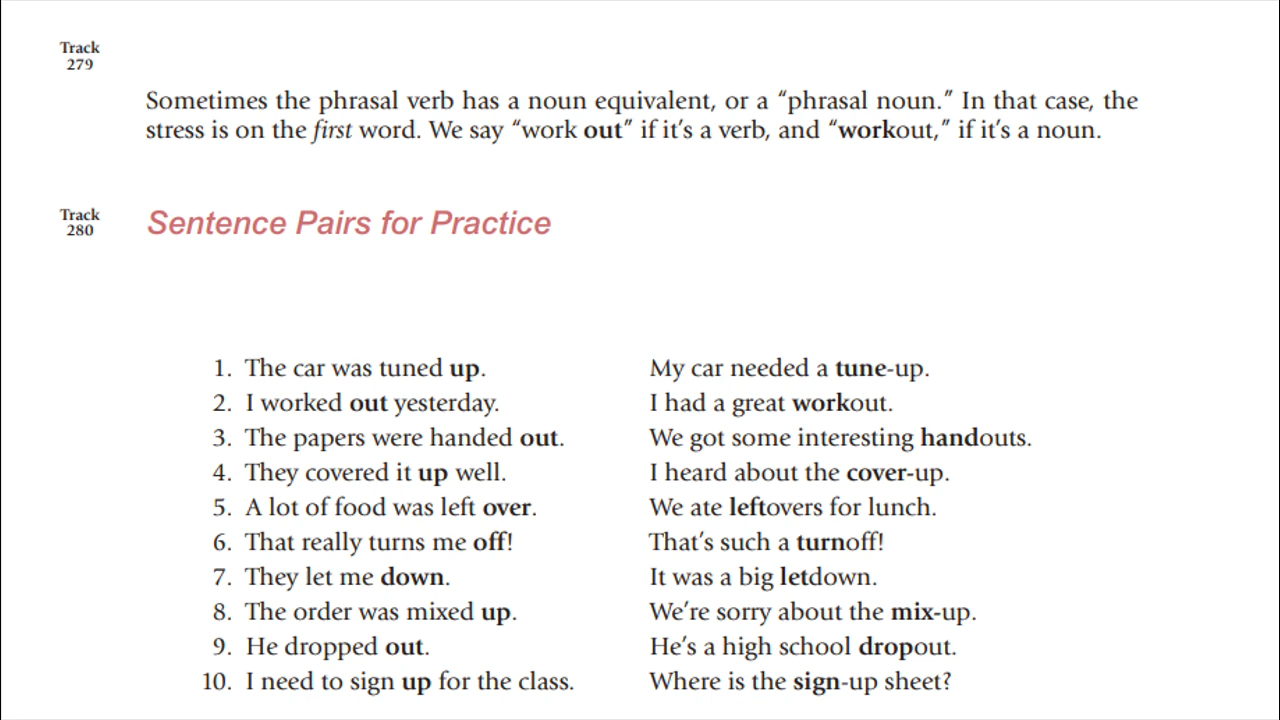 Track
279
Sometimes the phrasal verb has a noun equivalent, or a “phrasal noun.” In that case, the
stress is on the first word. We say “work out” if it’s a verb, and “workout,” if it’s a noun.
Track
280
Sentence Pairs for Practice
1. The car was tuned up. My car needed a tune-up.
2. I worked out yesterday. I had a great workout.
3. The papers were handed out. We got some interesting handouts.
4. They covered it up well. I heard about the cover-up.
5. A lot of food was left over. We ate leftovers for lunch.
6. That really turns me off! That’s such a turnoff!
7. They let me down. It was a big letdown.
8. The order was mixed up. We’re sorry about the mix-up.
9. He dropped out. He’s a high school dropout.
10. I need to sign up for the class. Where is the sign-up sheet?